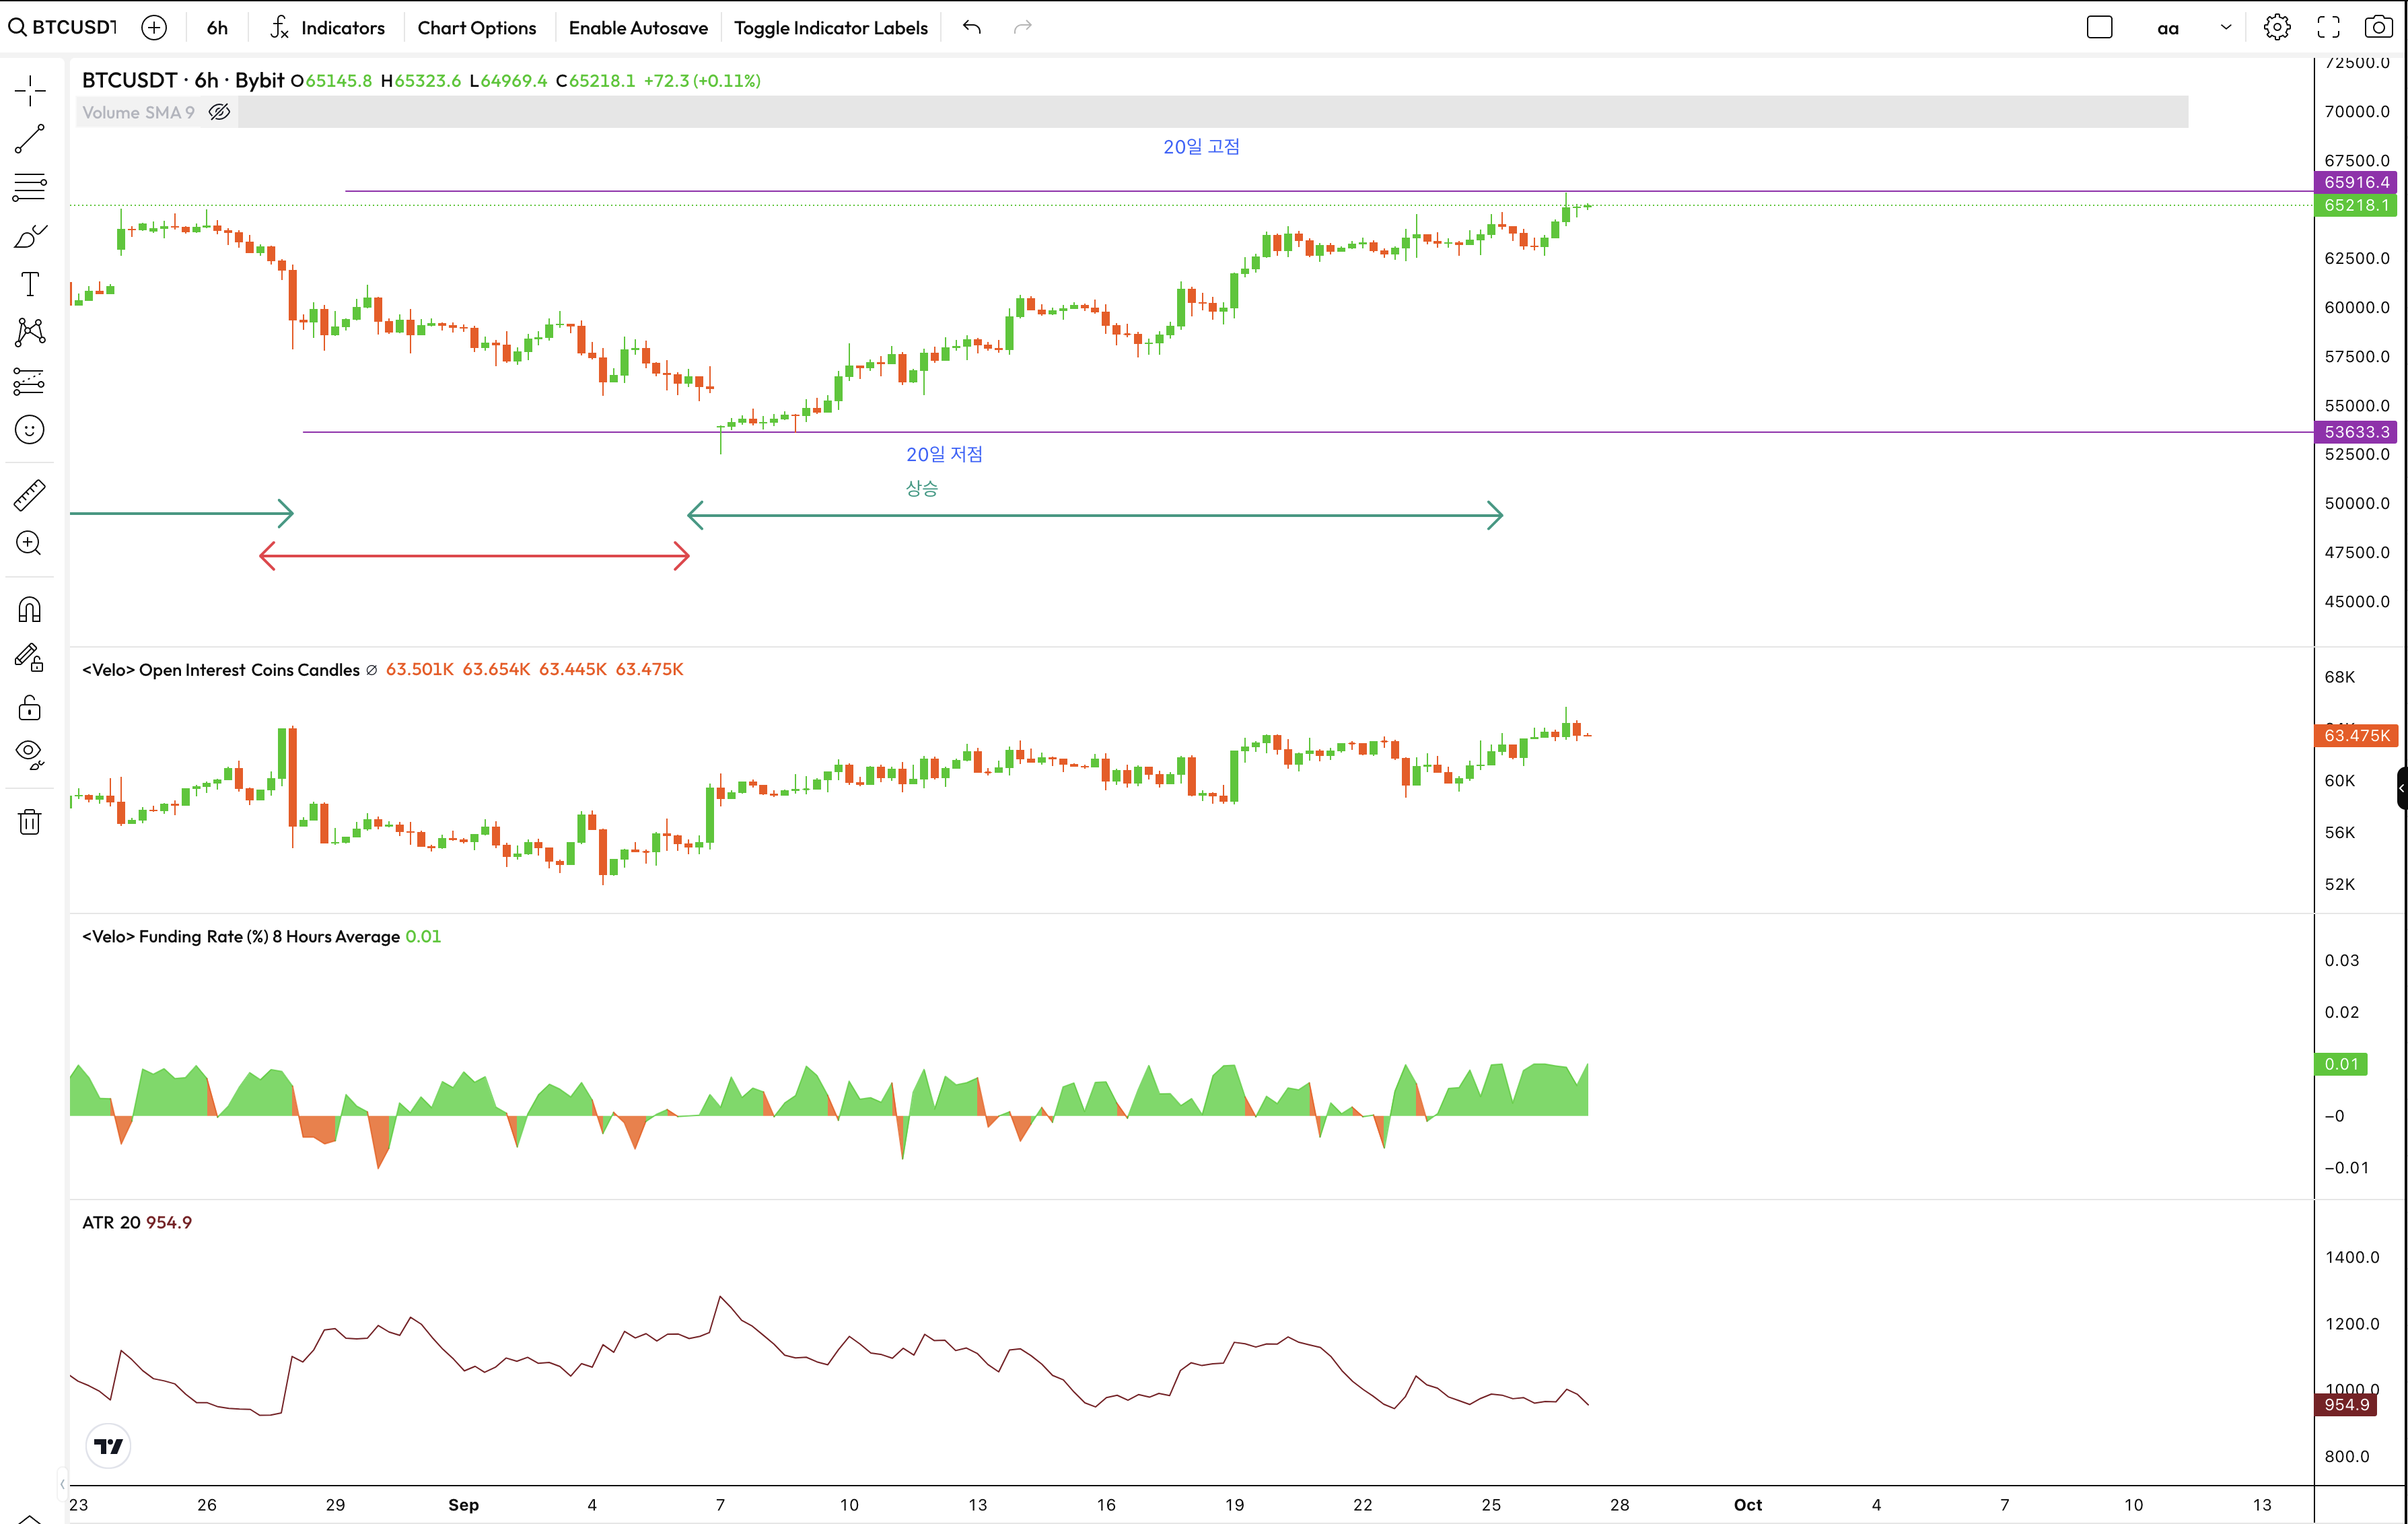 BTCUSDT 6h Indicators Chart Options Enable Autosave Toggle Indicator Labels aa
BTCUSDT · 6h · Bybit O65145.8 H65323.6 L64969.4 C65218.1 +72.3 (+0.11%)
Volume SMA 9
20일 고점
20일 저점
상승
72500.0
70000.0
67500.0
65916.4
65218.1
62500.0
60000.0
57500.0
55000.0
53633.3
52500.0
50000.0
47500.0
45000.0
<Velo> Open Interest Coins Candles ∅ 63.501K 63.654K 63.445K 63.475K
68K
63.475K
60K
56K
52K
<Velo> Funding Rate (%) 8 Hours Average 0.01
0.03
0.02
0.01
−0
−0.01
ATR 20 954.9
1400.0
1200.0
1000.0
954.9
800.0
23 26 29 Sep 4 7 10 13 16 19 22 25 28 Oct 4 7 10 13